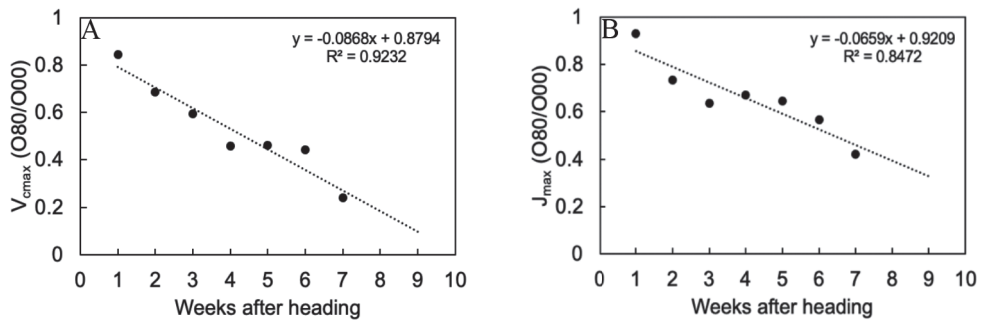 A
y = -0.0868x + 0.8794
R² = 0.9232
1
0.8
0.6
0.4
0.2
0
Vcmax (O80/O00)
0 1 2 3 4 5 6 7 8 9 10
Weeks after heading
B
y = -0.0659x + 0.9209
R² = 0.8472
1
0.8
0.6
0.4
0.2
0
Jmax (O80/O00)
0 1 2 3 4 5 6 7 8 9 10
Weeks after heading